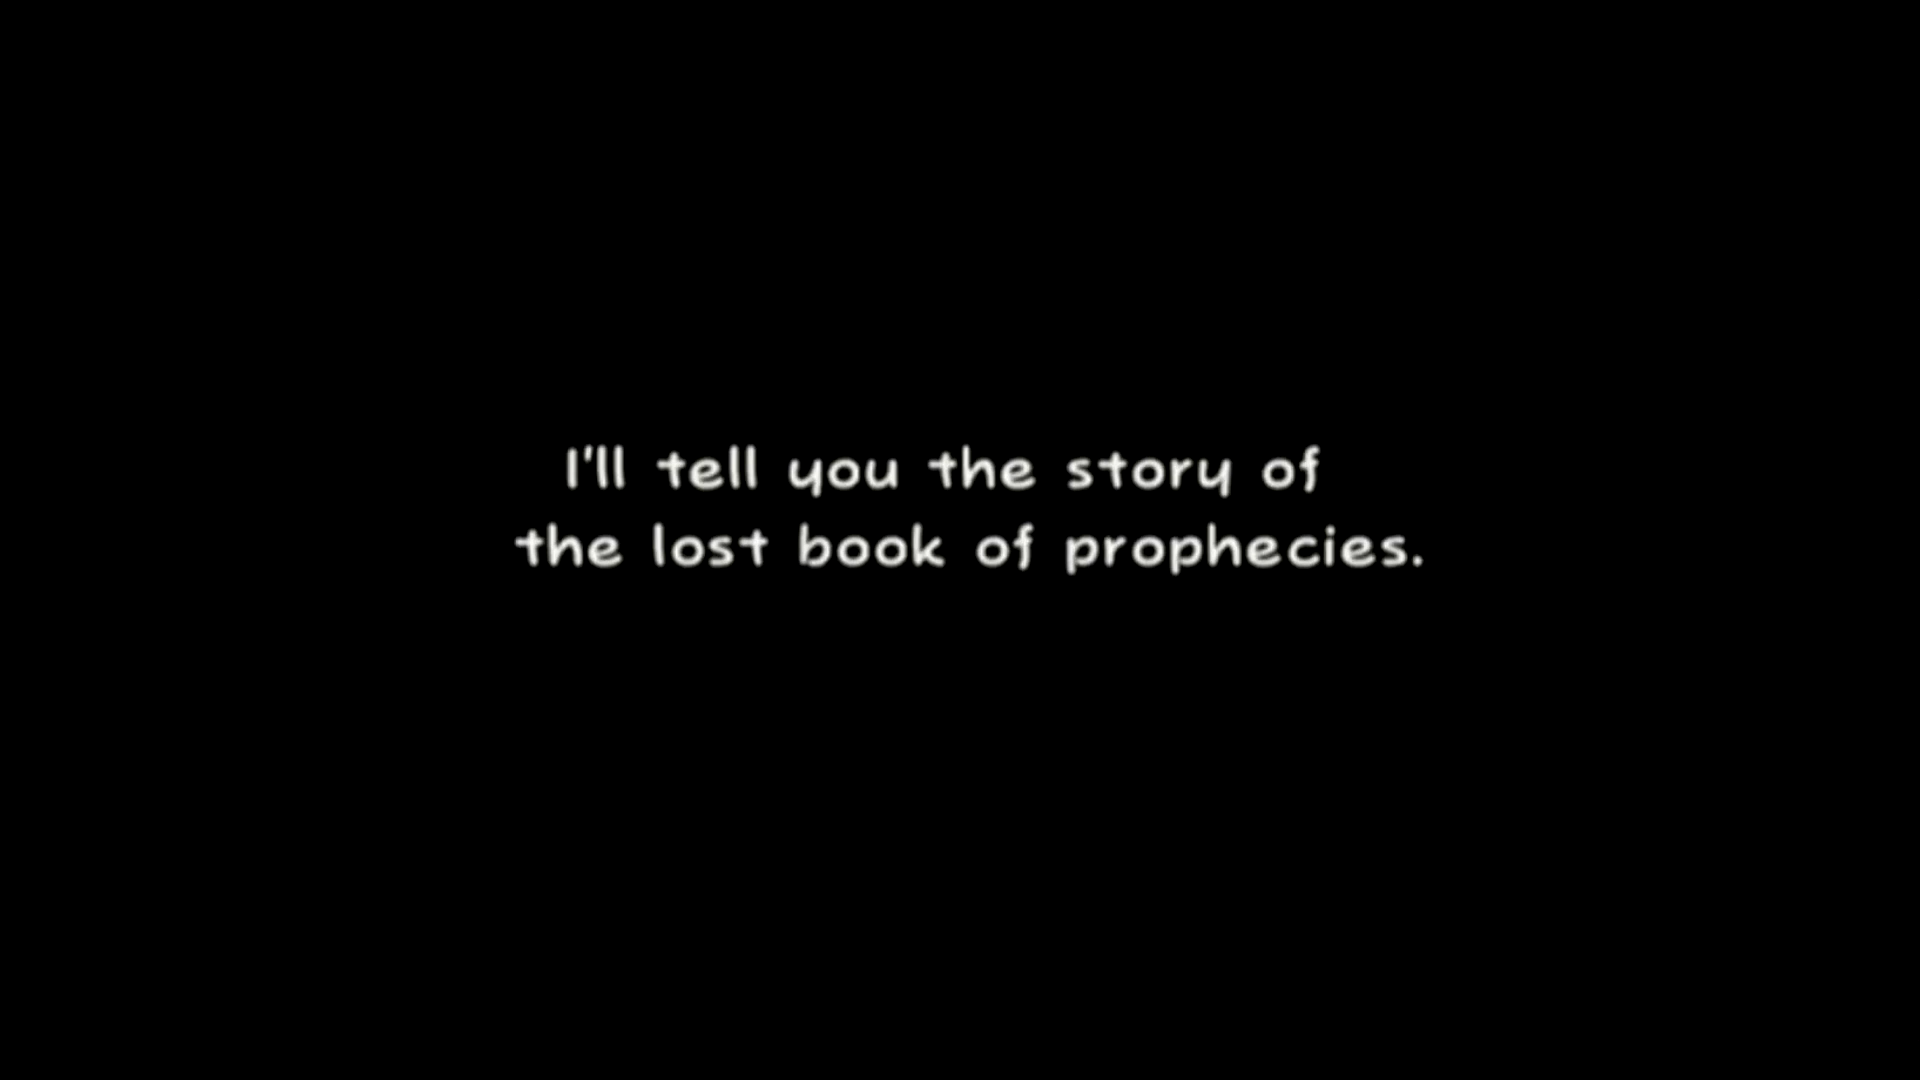 I'll tell you the story of
the lost book of prophecies.